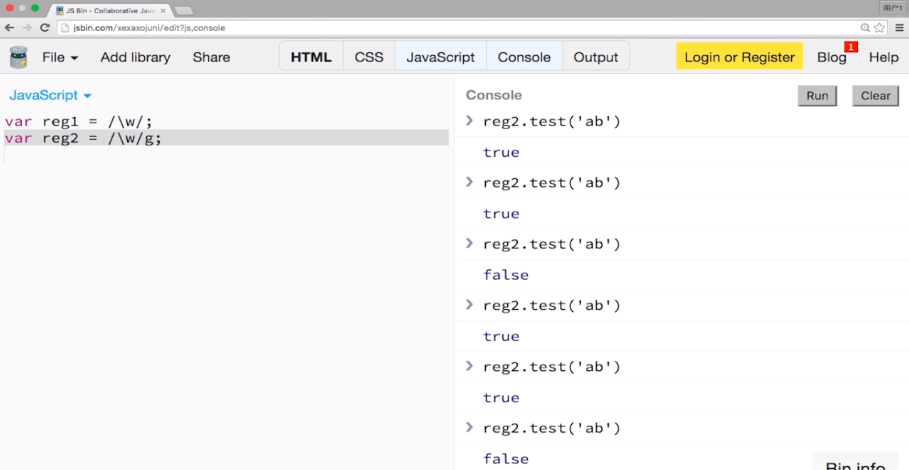 JS Bin - Collaborative Java
用户1
jsbin.com/xexaxojuni/edit?js,console
File Add library Share HTML CSS JavaScript Console Output Login or Register Blog 1 Help
JavaScript
var reg1 = /\w/;
var reg2 = /\w/g;
Console Run Clear
reg2.test('ab')
true
reg2.test('ab')
true
reg2.test('ab')
false
reg2.test('ab')
true
reg2.test('ab')
true
reg2.test('ab')
false
Bin info